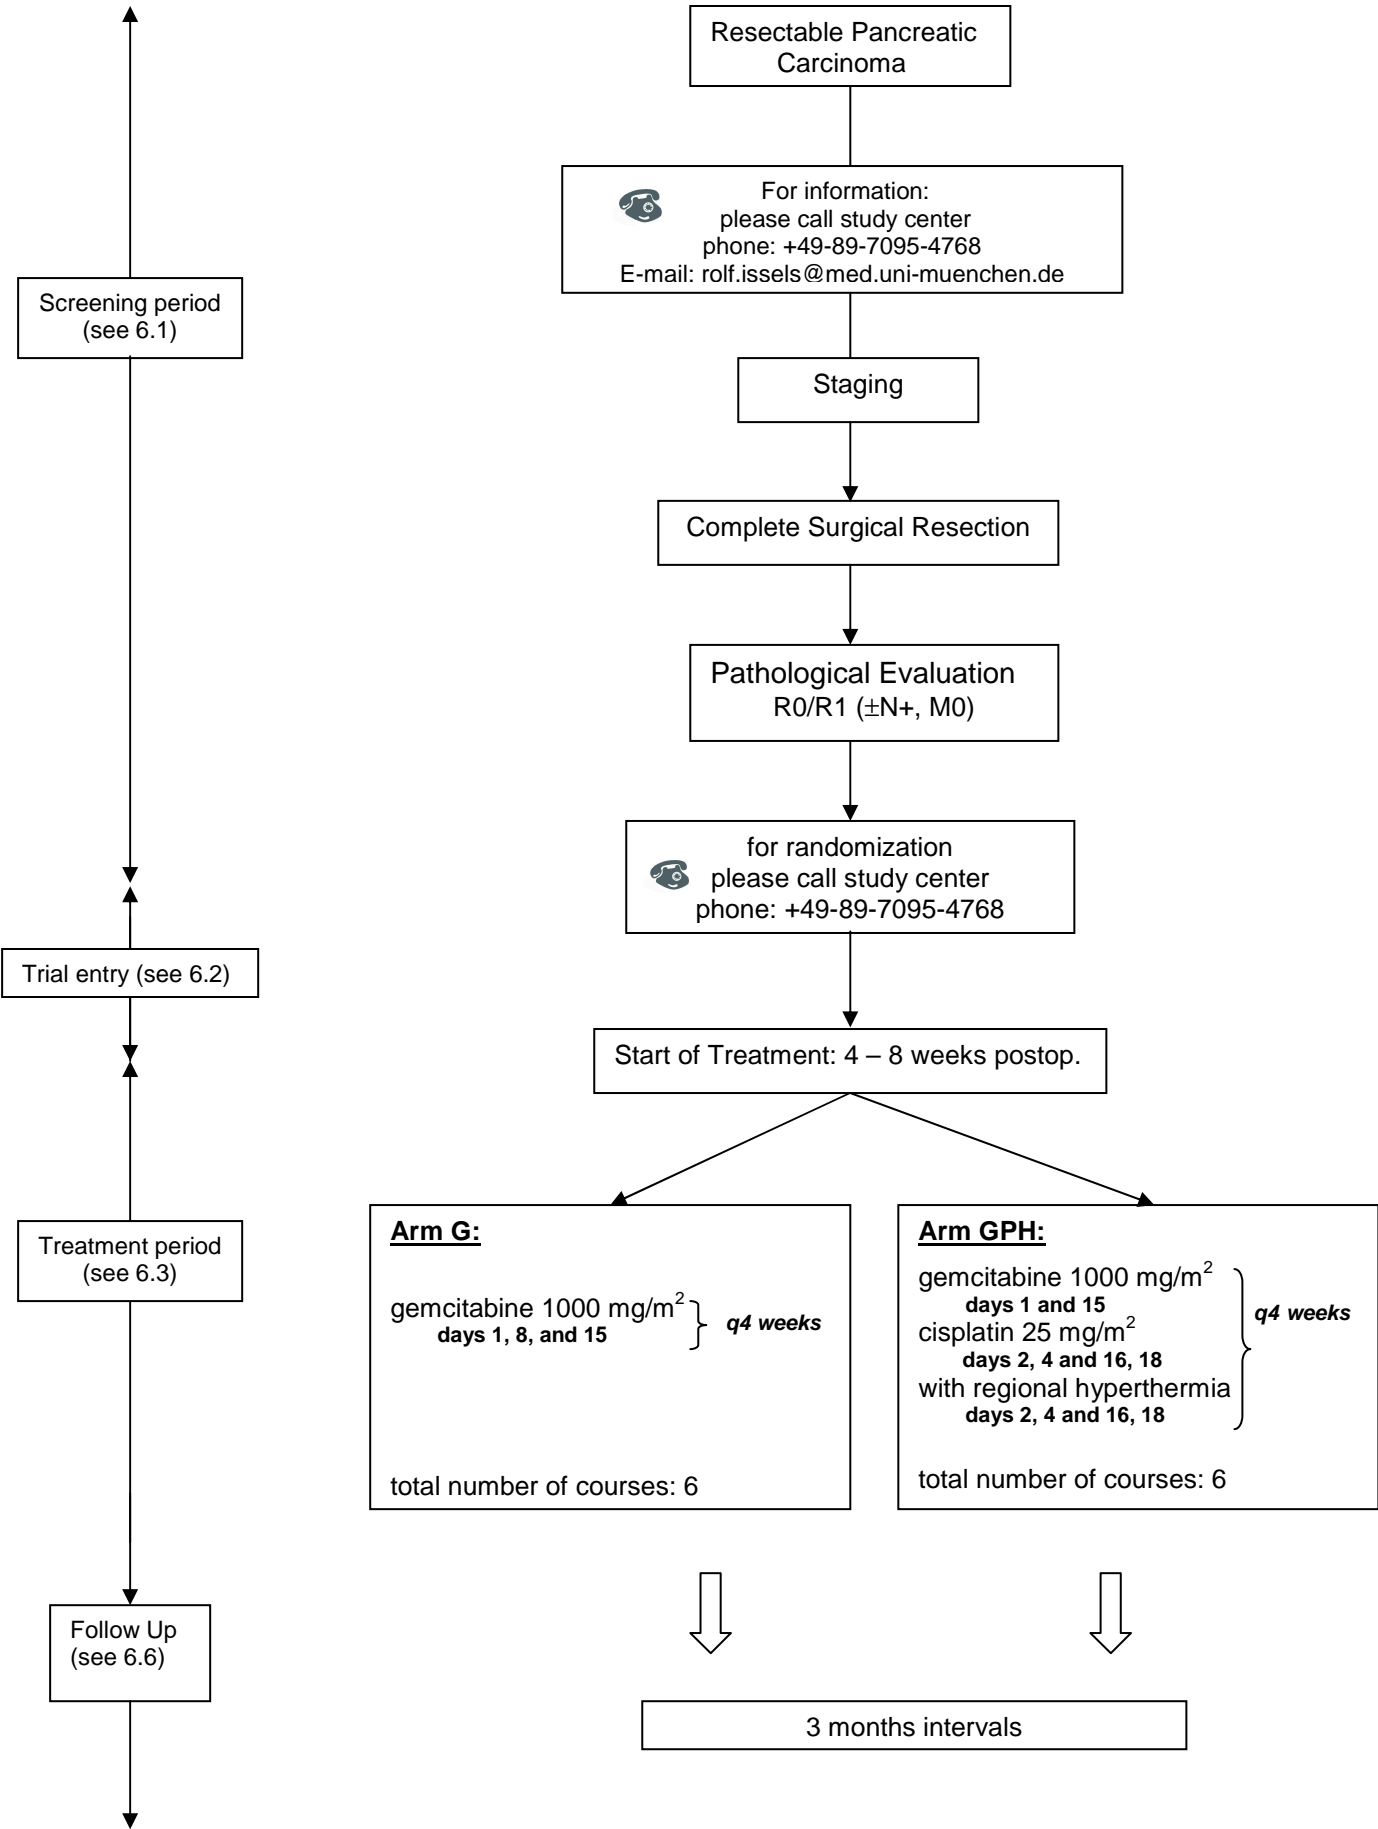 Resectable Pancreatic
Carcinoma
For information:
please call study center
phone: +49-89-7095-4768
E-mail: rolf.issels@med.uni-muenchen.de
Screening period
(see 6.1)
Staging
Complete Surgical Resection
Pathological Evaluation
R0/R1 (±N+, M0)
for randomization
please call study center
phone: +49-89-7095-4768
Trial entry (see 6.2)
Start of Treatment: 4 – 8 weeks postop.
Treatment period
(see 6.3)
Arm G:
gemcitabine 1000 mg/m²
days 1, 8, and 15
q4 weeks
total number of courses: 6
Arm GPH:
gemcitabine 1000 mg/m²
days 1 and 15
cisplatin 25 mg/m²
days 2, 4 and 16, 18
with regional hyperthermia
days 2, 4 and 16, 18
q4 weeks
total number of courses: 6
Follow Up
(see 6.6)
3 months intervals